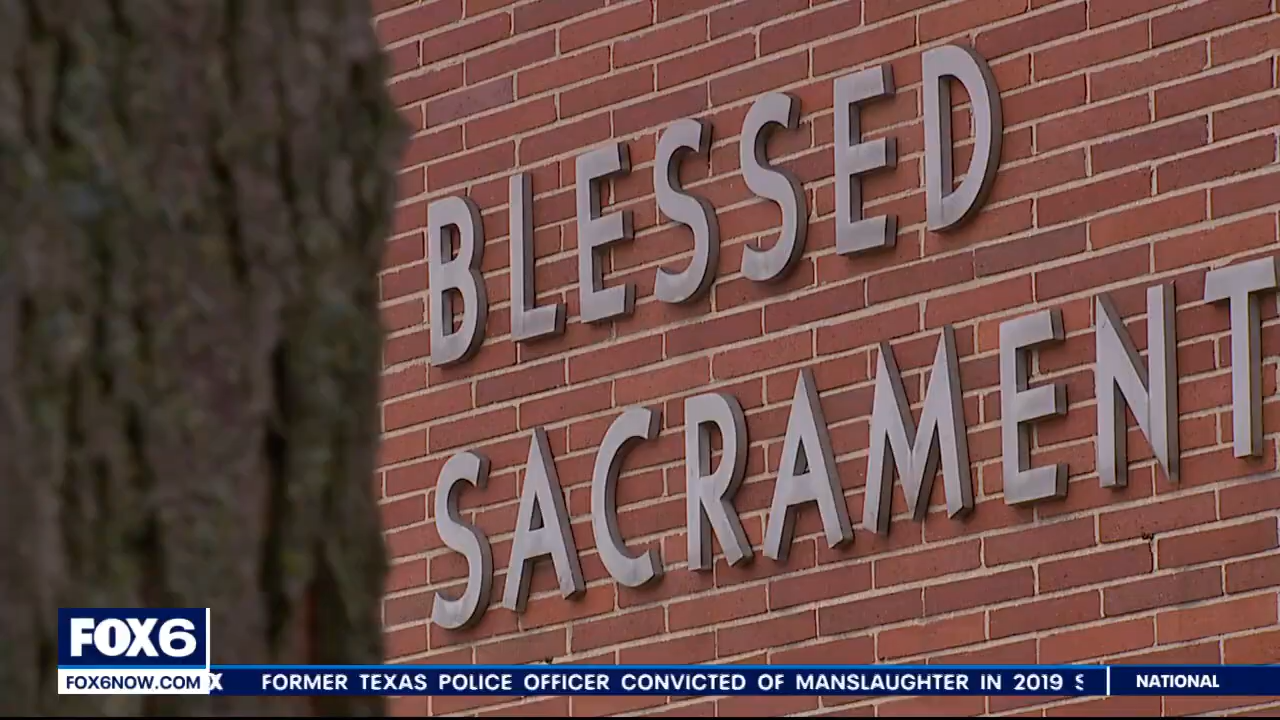 BLESSED
SACRAMENT
FOX6
FOX6NOW.COM
X FORMER TEXAS POLICE OFFICER CONVICTED OF MANSLAUGHTER IN 2019 S
NATIONAL